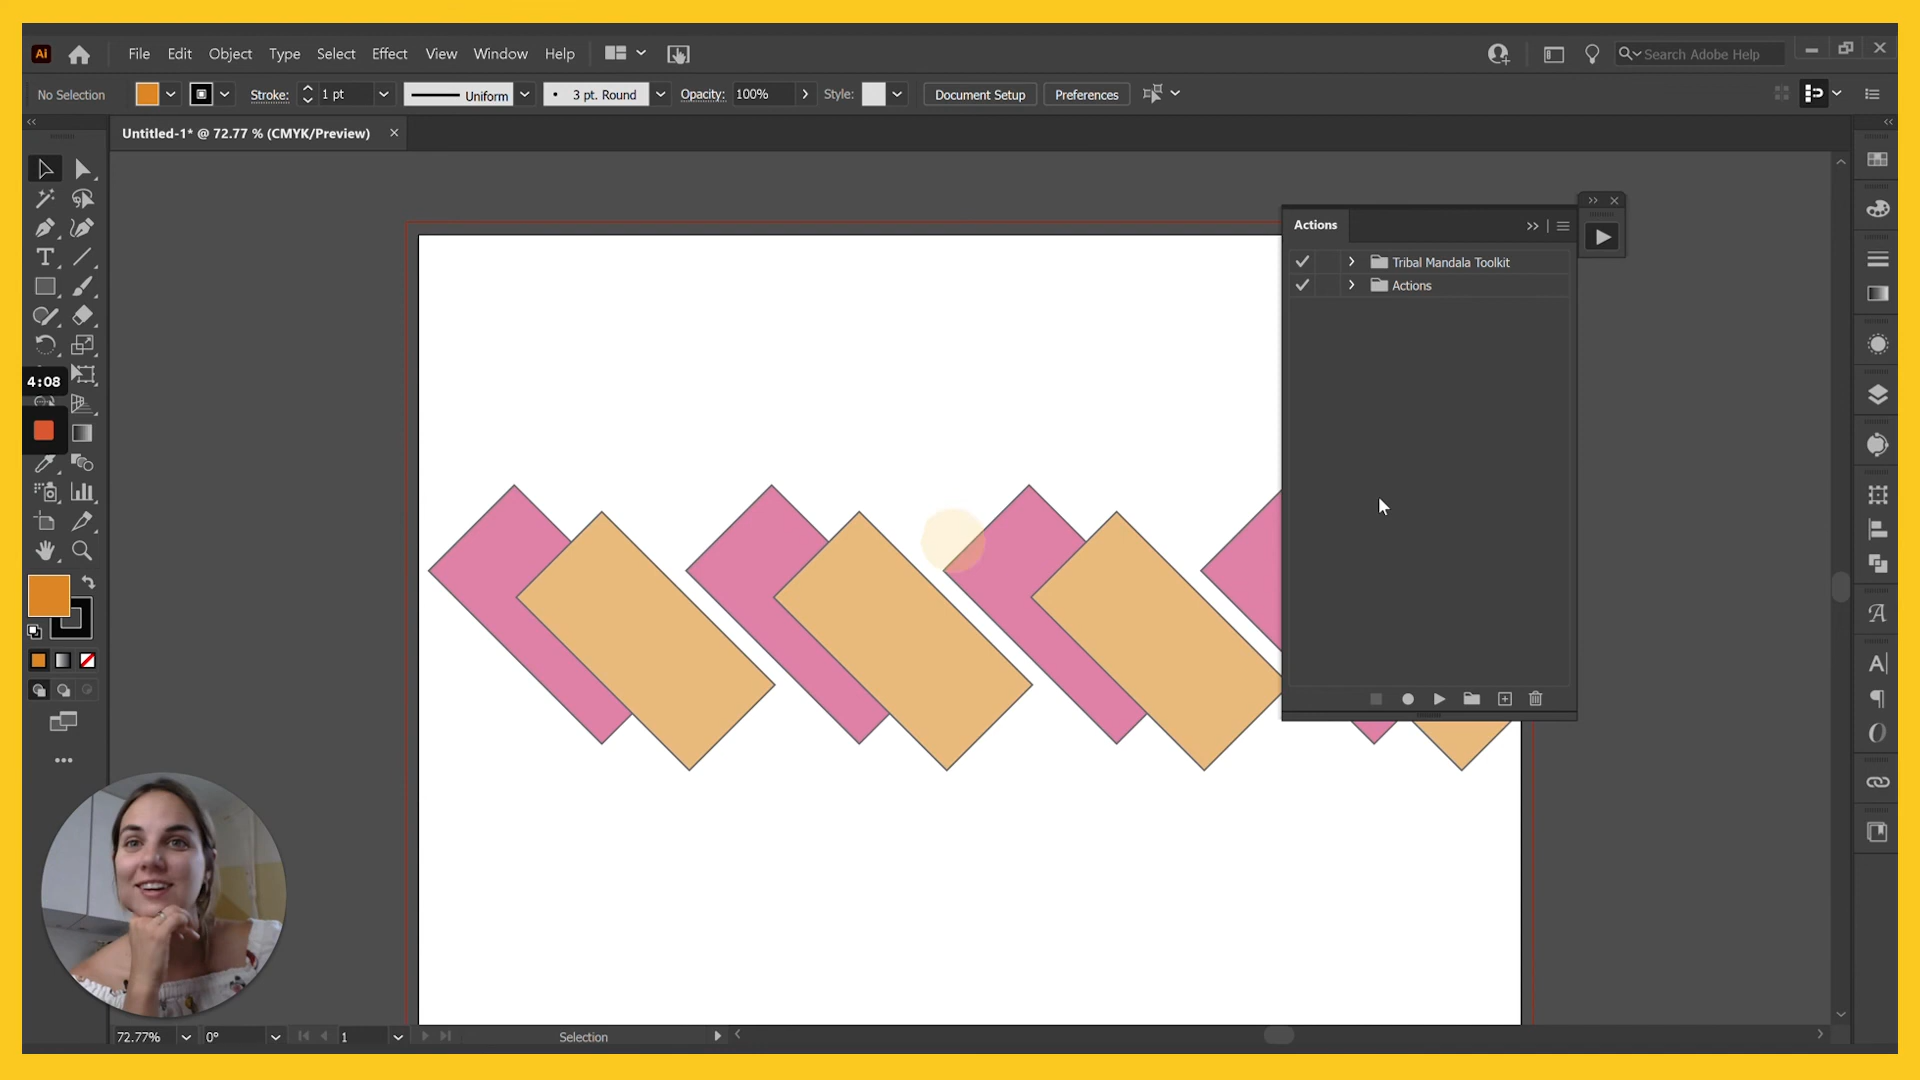 Ai File Edit Object Type Select Effect View Window Help Search Adobe Help
No Selection Stroke: 1 pt Uniform 3 pt. Round Opacity: 100% Style: Document Setup Preferences
Untitled-1* @ 72.77 % (CMYK/Preview)
Actions
Tribal Mandala Toolkit
Actions
4:08
72.77% 0° 1 Selection